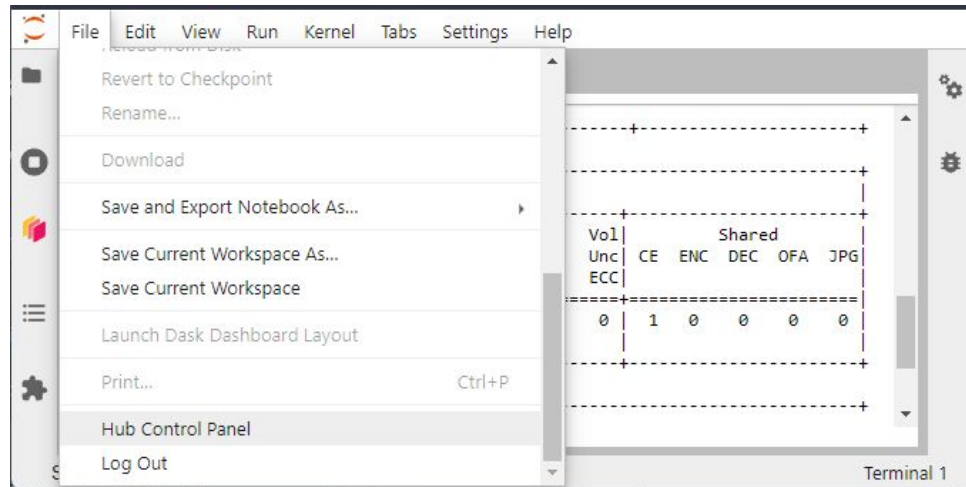 File Edit View Run Kernel Tabs Settings Help
Revert to Checkpoint
Rename...
Download
Save and Export Notebook As...
Save Current Workspace As...
Save Current Workspace
Launch Dask Dashboard Layout
Print... Ctrl+P
Hub Control Panel
Log Out
Vol| Shared |
Unc| CE ENC DEC OFA JPG|
ECC| |
0 | 1 0 0 0 0 |
Terminal 1